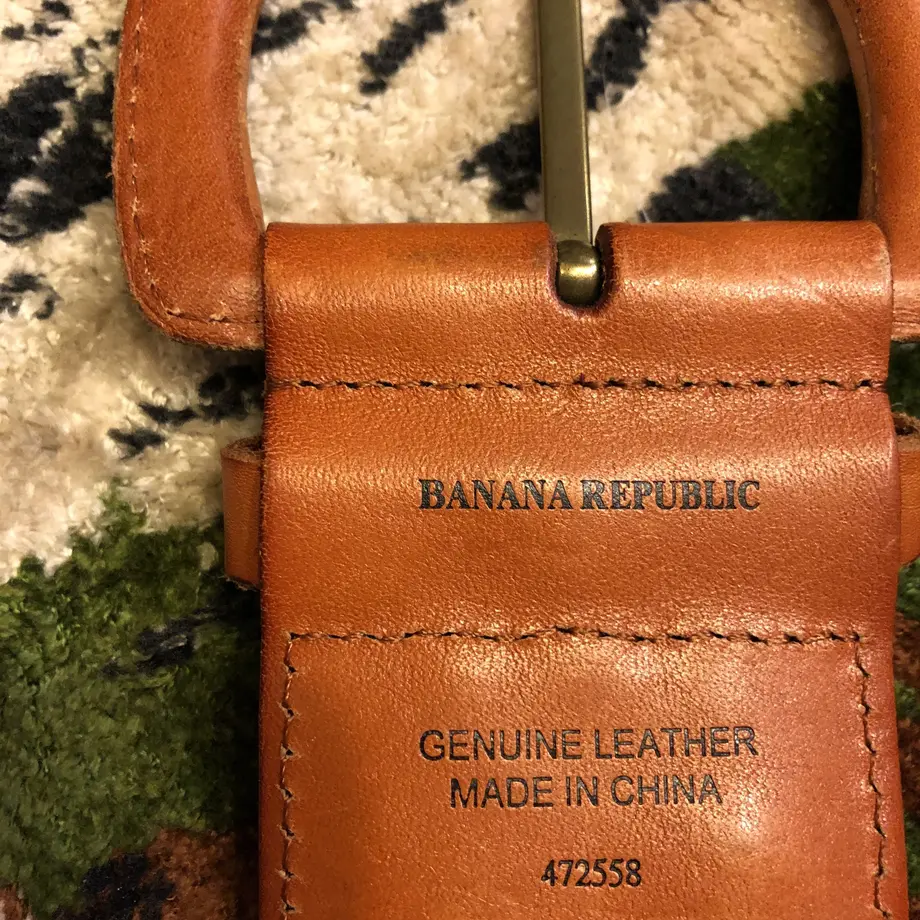 BANANA REPUBLIC
GENUINE LEATHER
MADE IN CHINA
472558